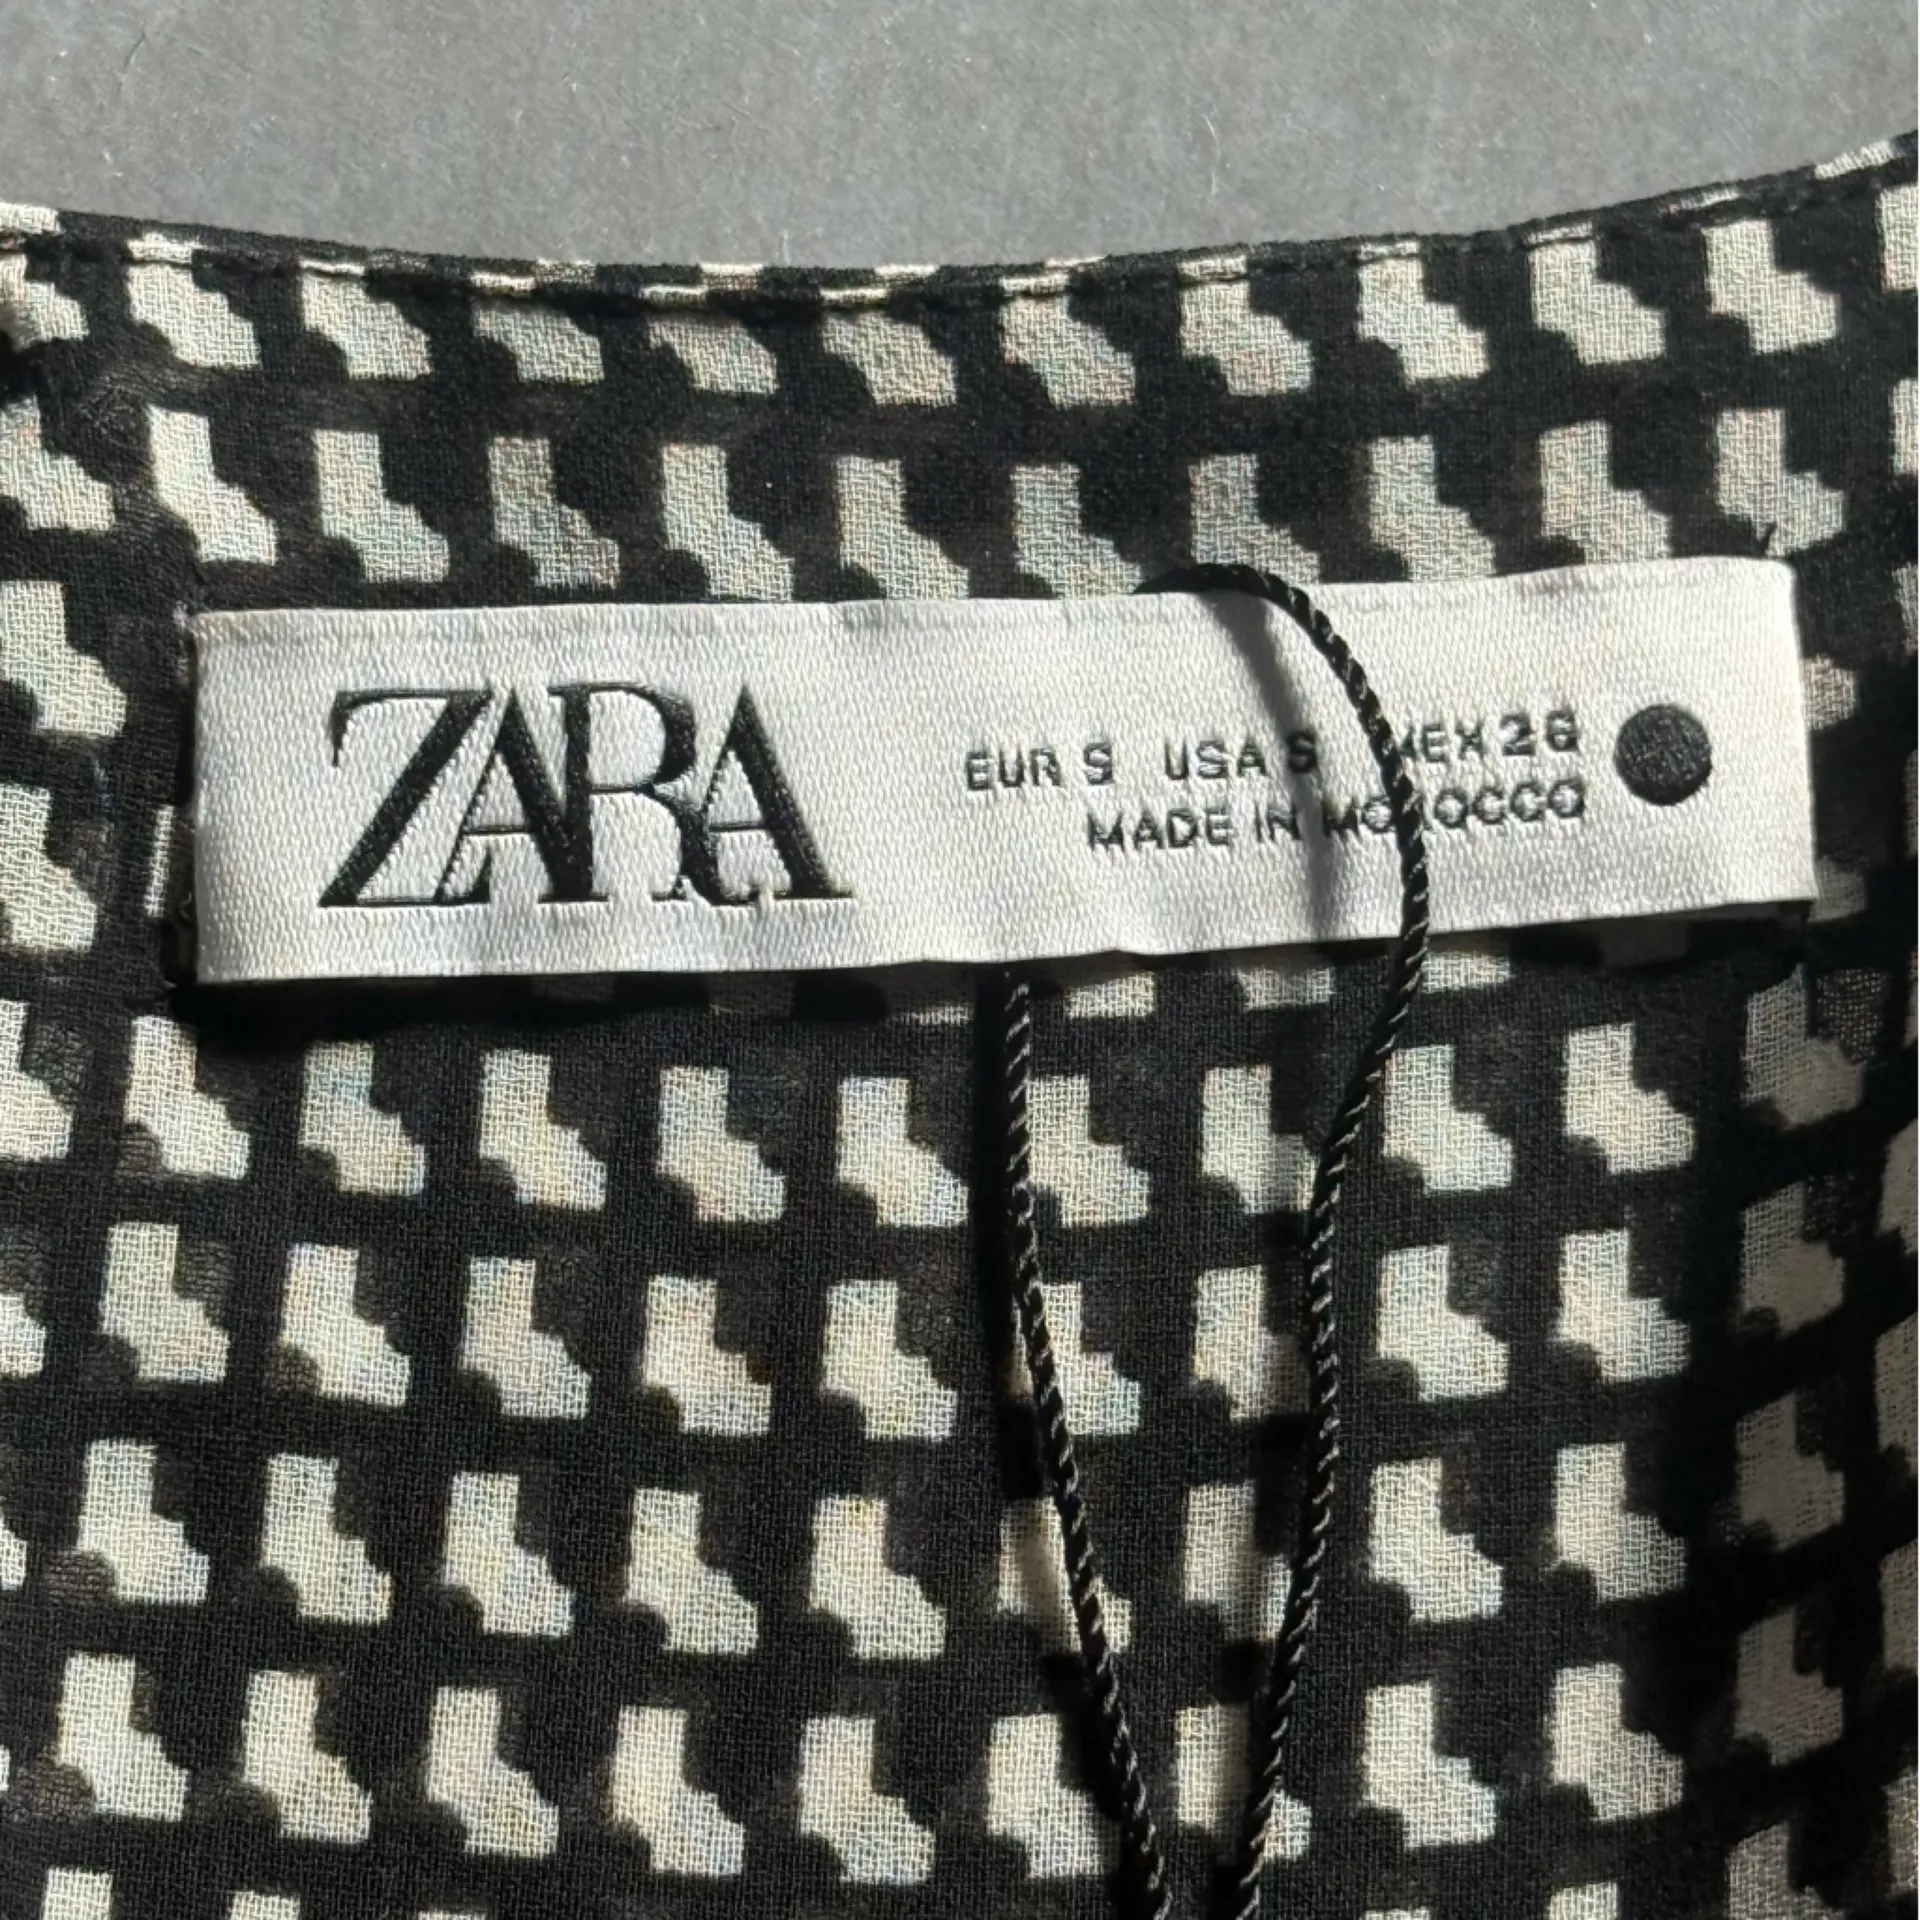 ZARA
EUR S USA S MEX 26
MADE IN MOROCCO